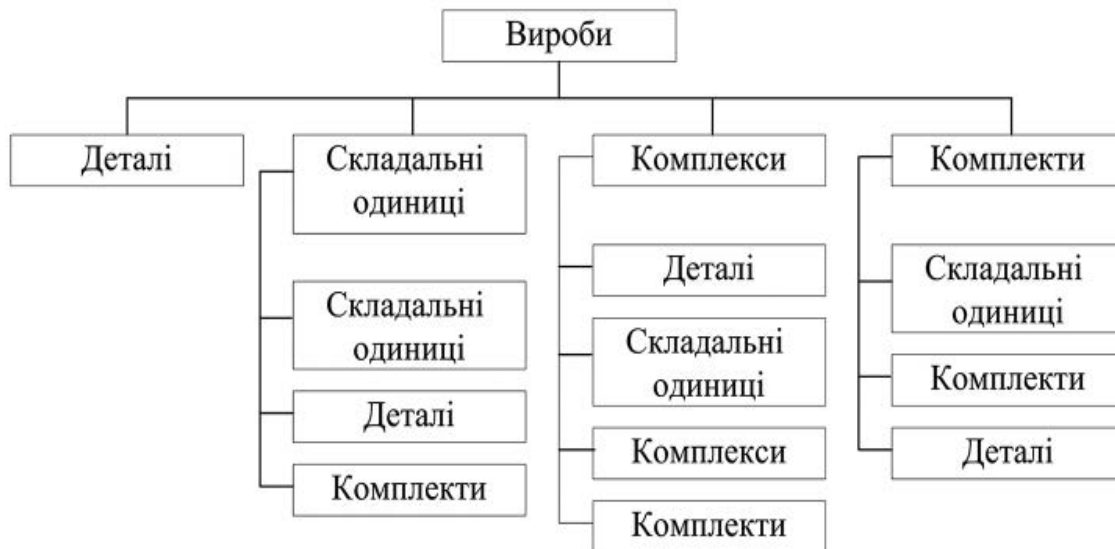 Вироби
Деталі
Складальні
одиниці
Складальні
одиниці
Деталі
Комплекти
Комплекси
Деталі
Складальні
одиниці
Комплекси
Комплекти
Комплекти
Складальні
одиниці
Комплекти
Деталі